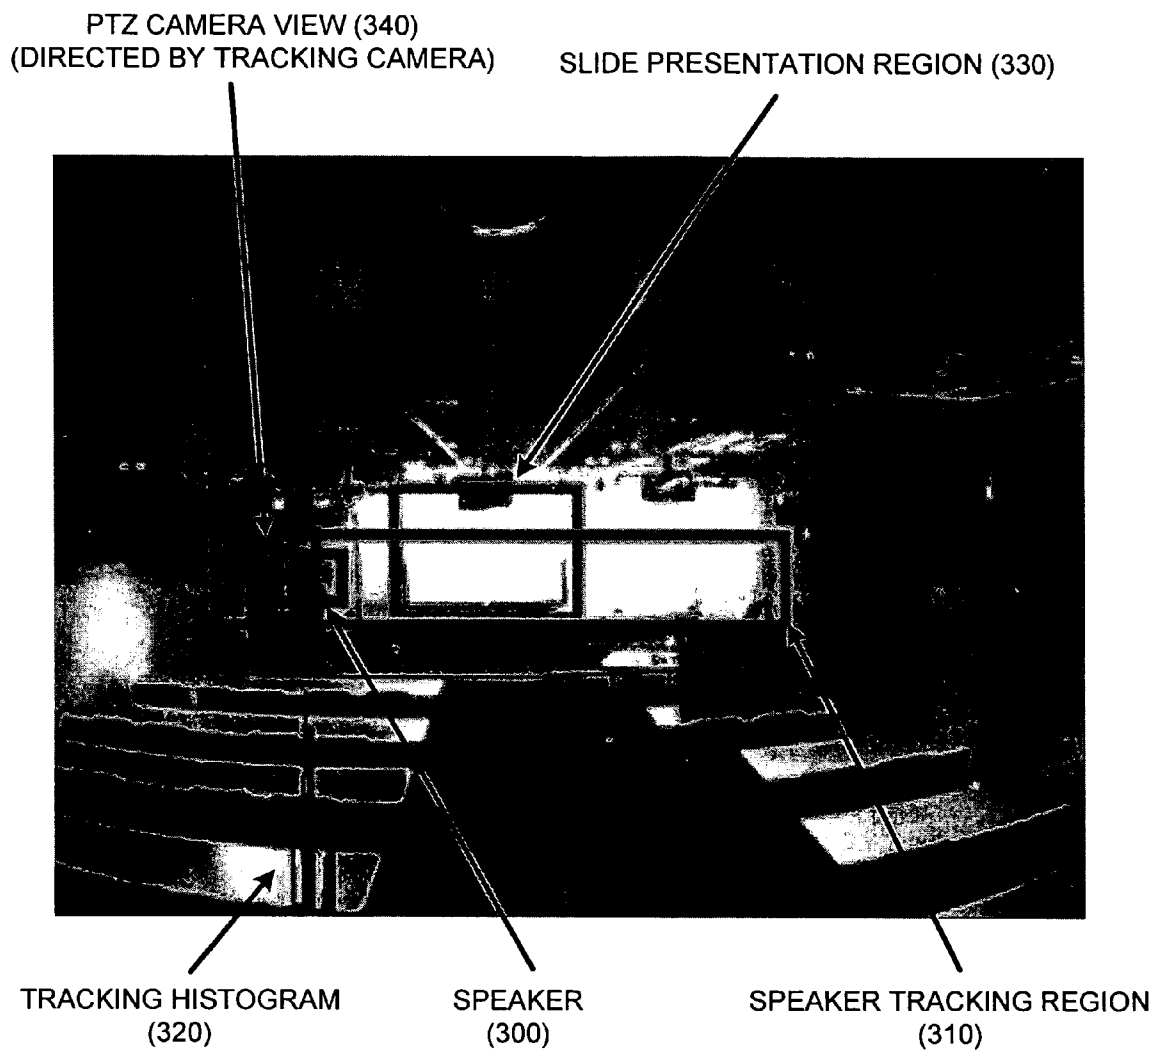 PTZ CAMERA VIEW (340)
(DIRECTED BY TRACKING CAMERA)
SLIDE PRESENTATION REGION (330)
TRACKING HISTOGRAM
(320)
SPEAKER
(300)
SPEAKER TRACKING REGION
(310)